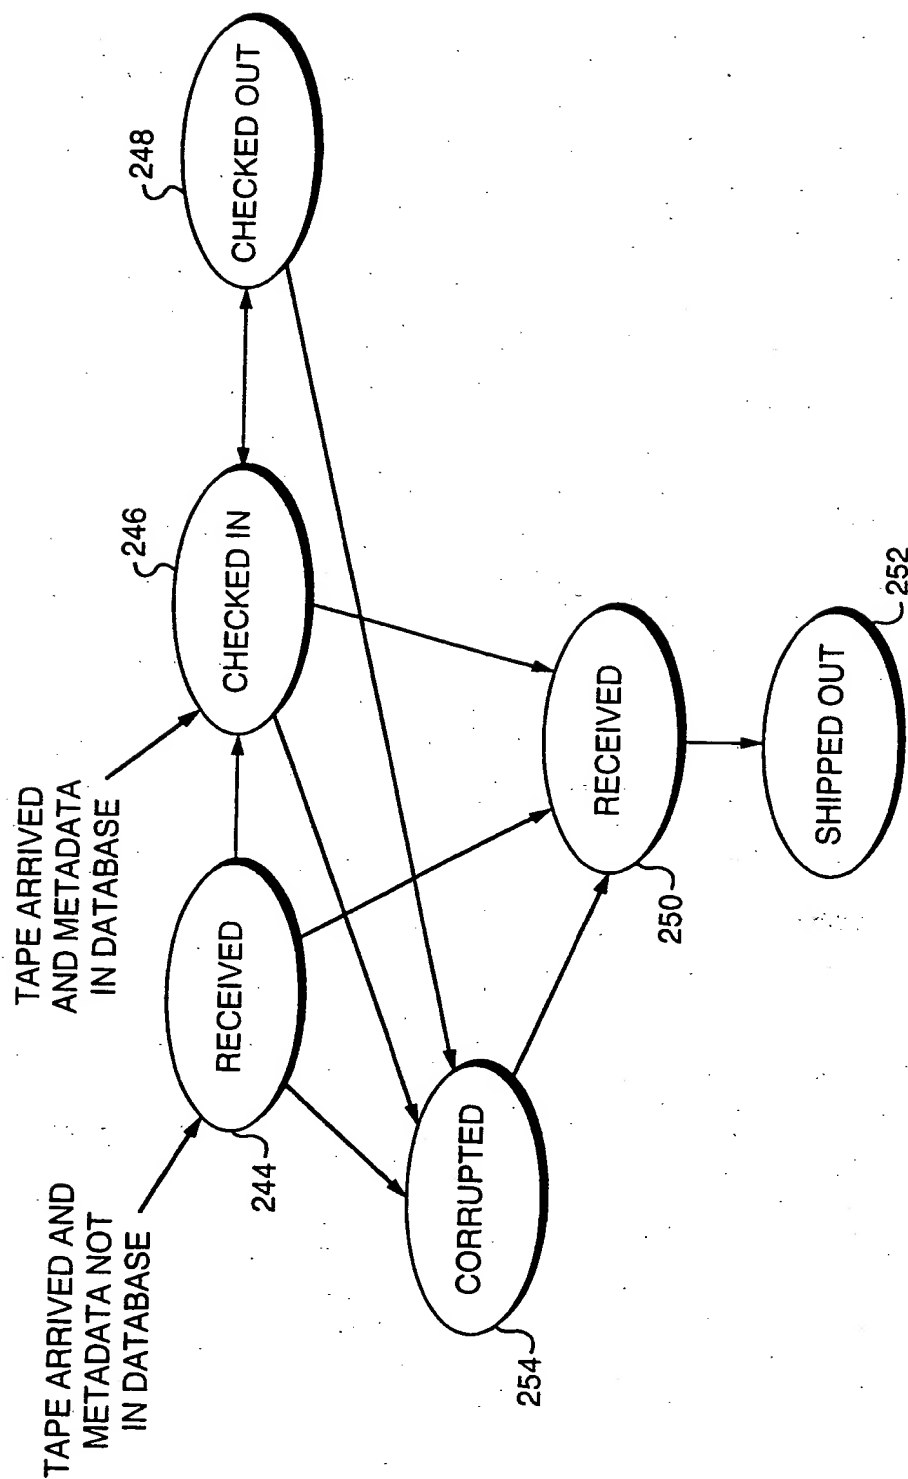 TAPE ARRIVED AND
METADATA NOT
IN DATABASE
TAPE ARRIVED
AND METADATA
IN DATABASE
244
RECEIVED
246
CHECKED IN
248
CHECKED OUT
254
CORRUPTED
250
RECEIVED
252
SHIPPED OUT